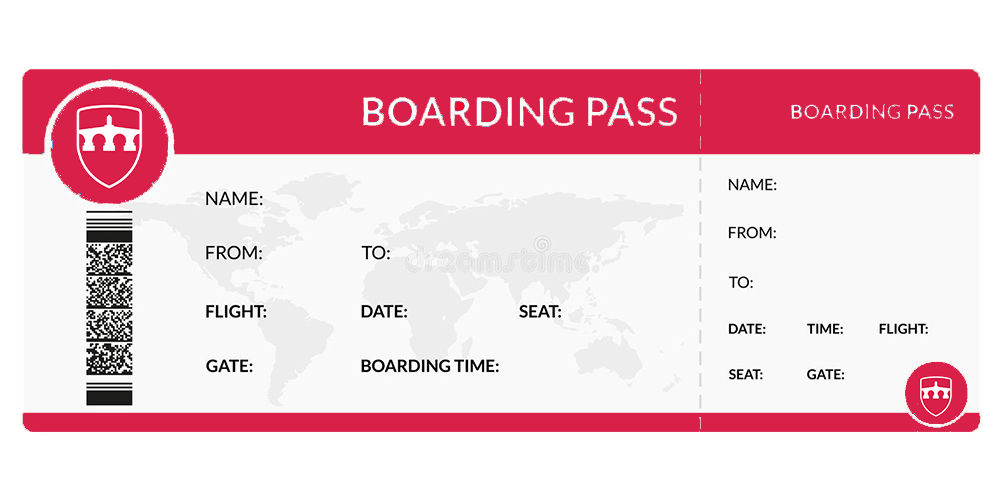 BOARDING PASS
NAME:
FROM: TO:
FLIGHT: DATE: SEAT:
GATE: BOARDING TIME:
BOARDING PASS
NAME:
FROM:
TO:
DATE: TIME: FLIGHT:
SEAT: GATE: